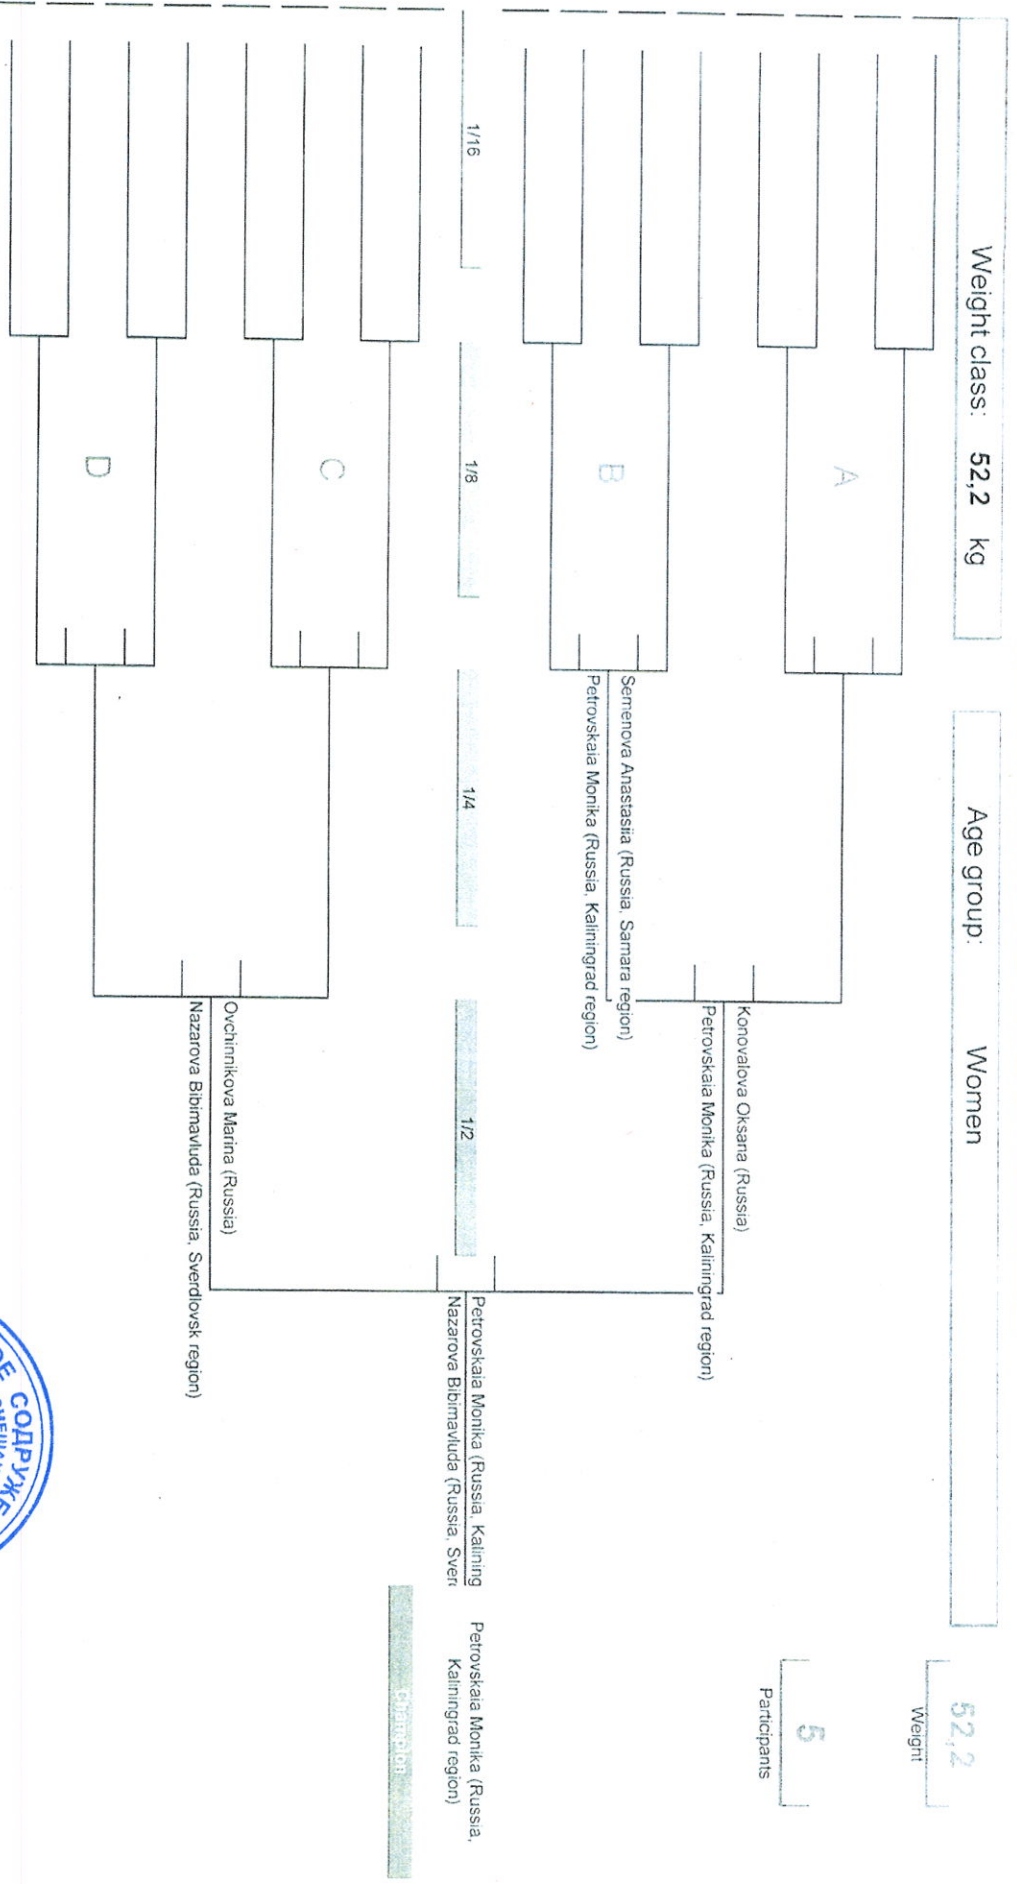 Weight class: 52,2 kg
Age group: Women
52,2
Weight
5
Participants
A
B
C
D
1/16
1/8
1/4
1/2
Semenova Anastasiia (Russia, Samara region)
Petrovskaia Monika (Russia, Kaliningrad region)
Konovalova Oksana (Russia)
Petrovskaia Monika (Russia, Kaliningrad region)
Ovchinnikova Marina (Russia)
Nazarova Bibimavluda (Russia, Sverdlovsk region)
Petrovskaia Monika (Russia, Kalining
Nazarova Bibimavluda (Russia, Sver
Petrovskaia Monika (Russia,
Kaliningrad region)
Champion
ОЕ СОДРУЖЕ